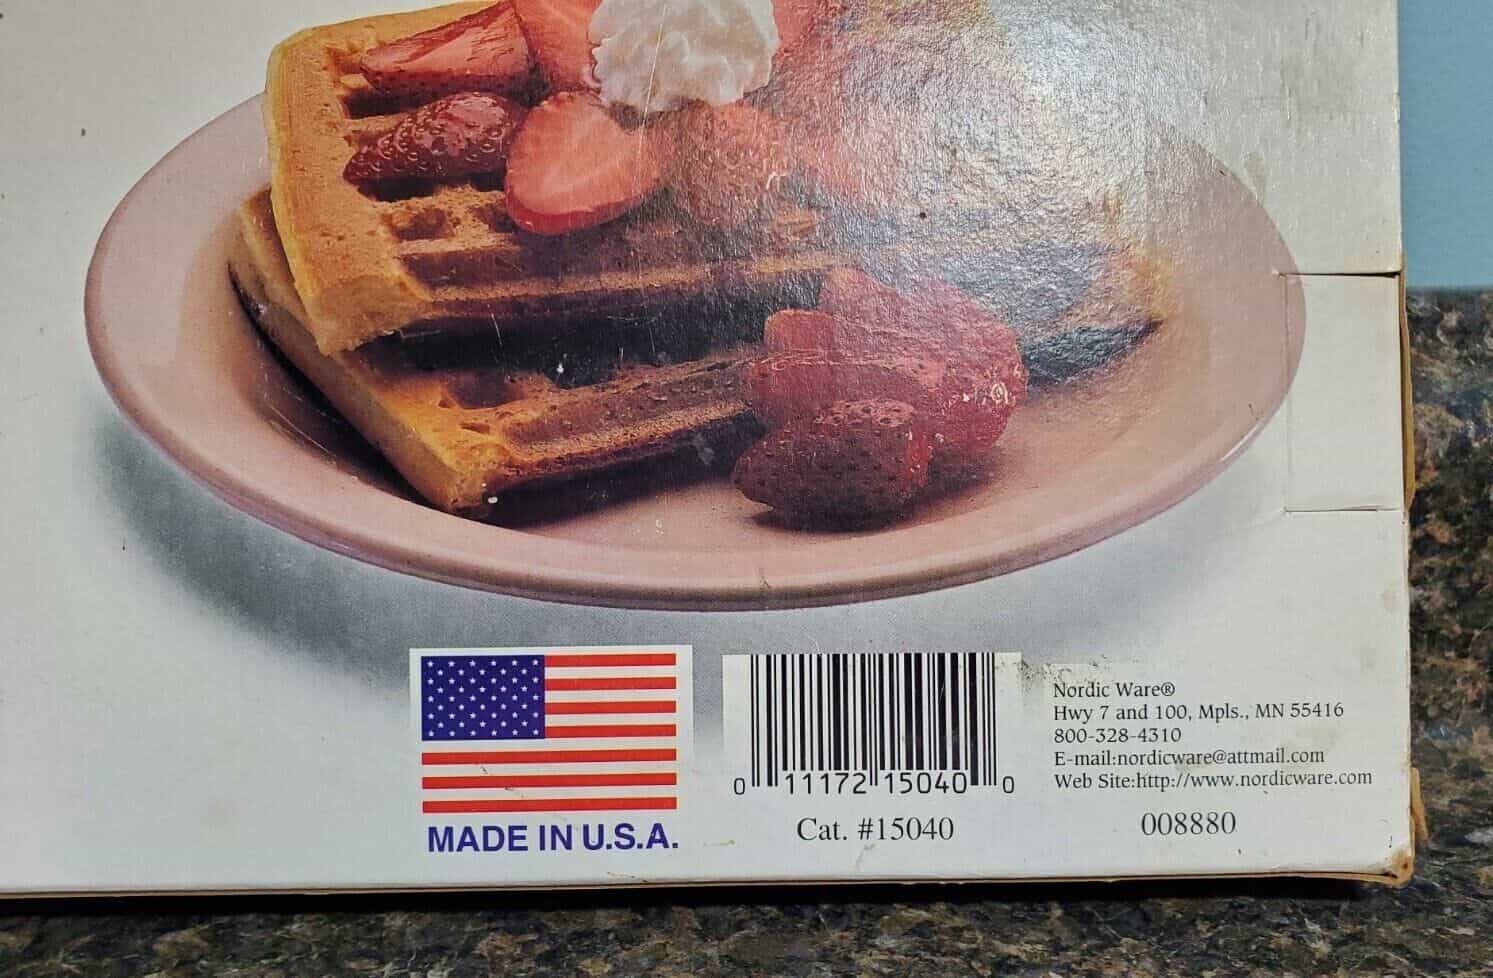 MADE IN U.S.A.
0 11172 15040 0
Cat. #15040
Nordic Ware®
Hwy 7 and 100, Mpls., MN 55416
800-328-4310
E-mail:nordicware@attmail.com
Web Site:http://www.nordicware.com
008880